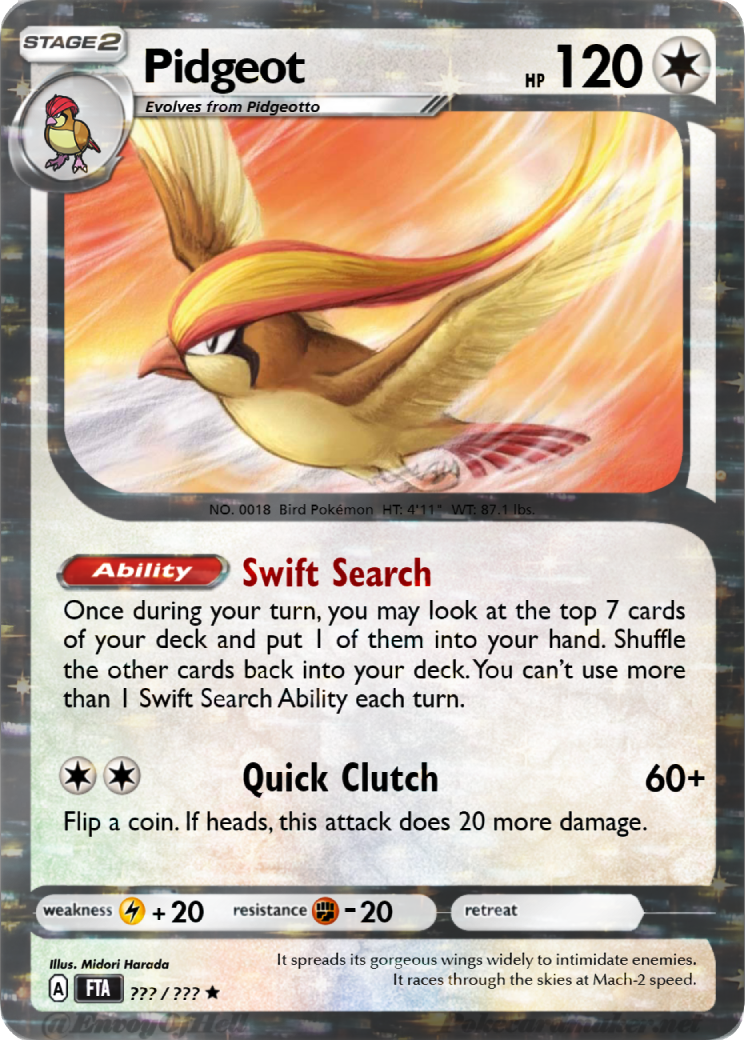 STAGE2
Pidgeot
HP 120
Evolves from Pidgeotto
NO. 0018 Bird Pokémon HT: 4'11" WT: 87.1 lbs.
Ability Swift Search
Once during your turn, you may look at the top 7 cards
of your deck and put 1 of them into your hand. Shuffle
the other cards back into your deck. You can't use more
than 1 Swift Search Ability each turn.
Quick Clutch 60+
Flip a coin. If heads, this attack does 20 more damage.
weakness +20 resistance -20 retreat
Illus. Midori Harada
It spreads its gorgeous wings widely to intimidate enemies.
It races through the skies at Mach-2 speed.
A FTA ??? / ??? ★
@EnvoyOfHell Pokecardmaker.net